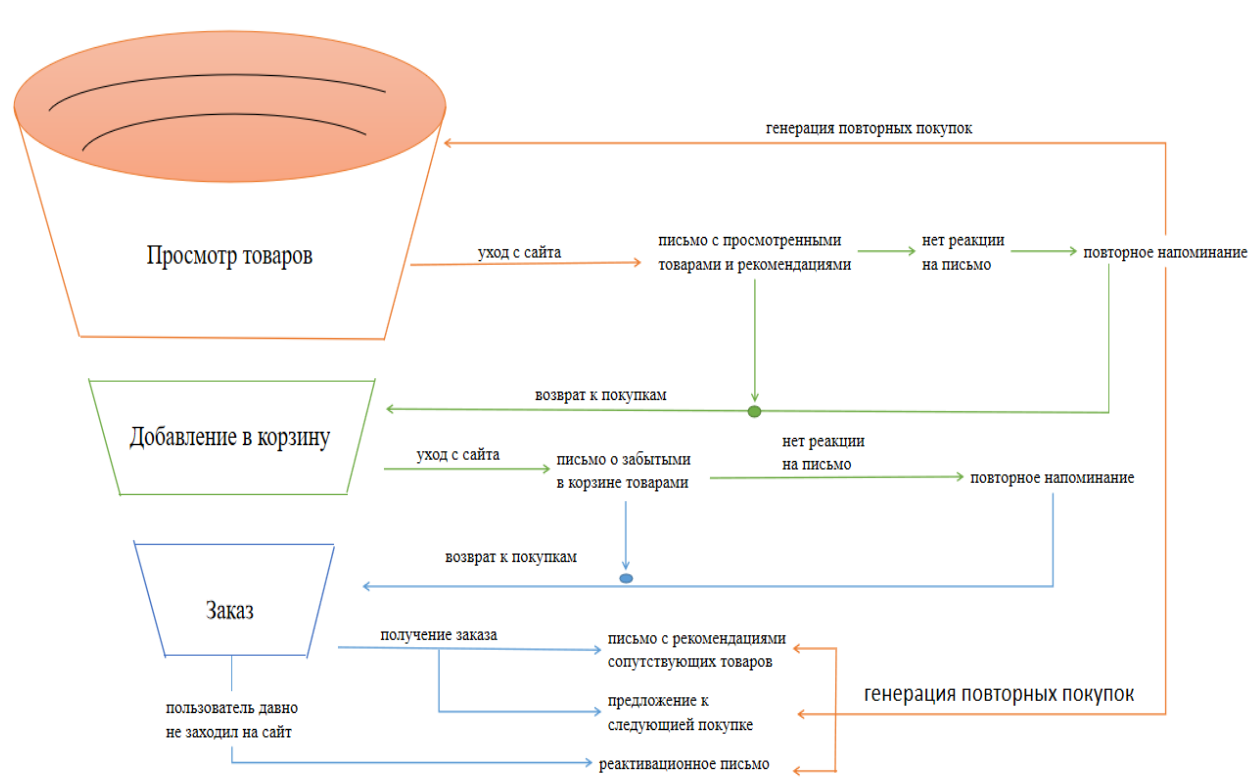 генерация повторных покупок
Просмотр товаров
уход с сайта
письмо с просмотренными
товарами и рекомендациями
нет реакции
на письмо
повторное напоминание
возврат к покупкам
Добавление в корзину
уход с сайта
письмо о забытыми
в корзине товарами
нет реакции
на письмо
повторное напоминание
возврат к покупкам
Заказ
получение заказа
письмо с рекомендациями
сопутствующих товаров
генерация повторных покупок
предложение к
следующией покупке
пользователь давно
не заходил на сайт
реактивационное письмо